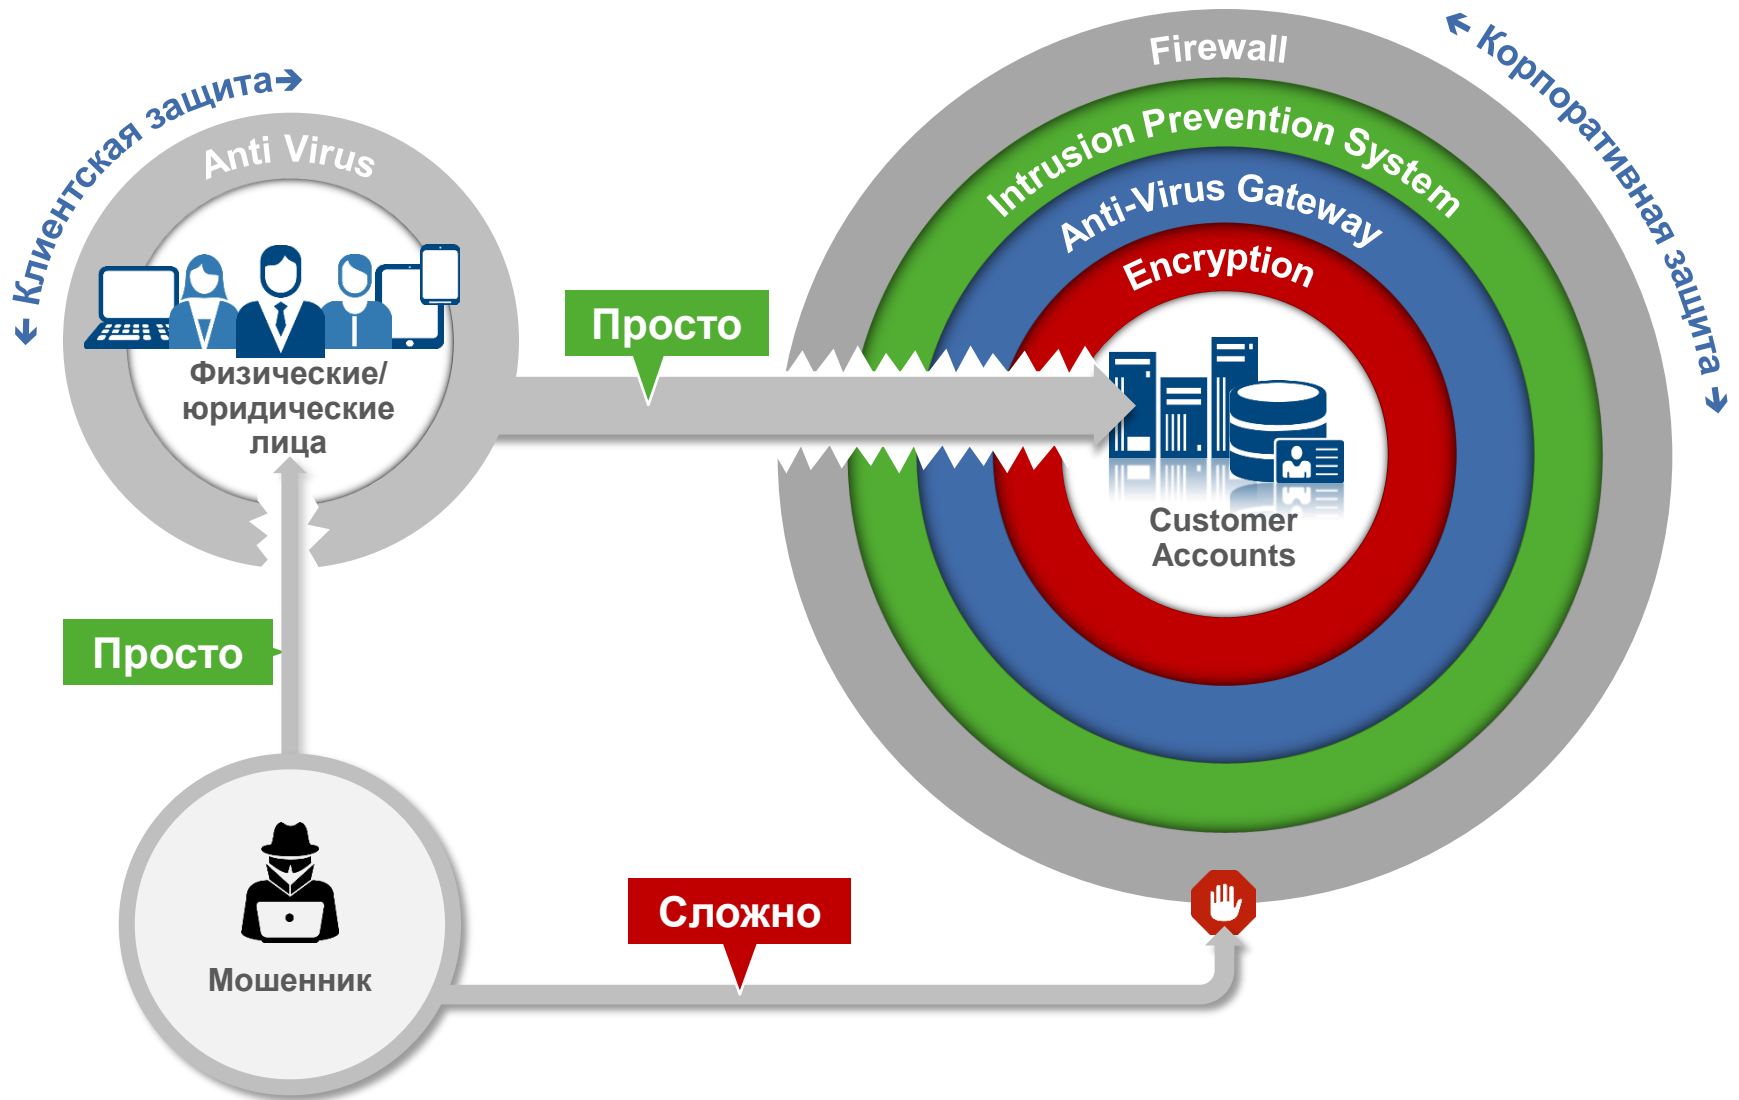 ← Клиентская защита→
Anti Virus
Физические/
юридические
лица
Просто
Firewall
Intrusion Prevention System
Anti-Virus Gateway
Encryption
Customer
Accounts
← Корпоративная защита →
Просто
Мошенник
Сложно